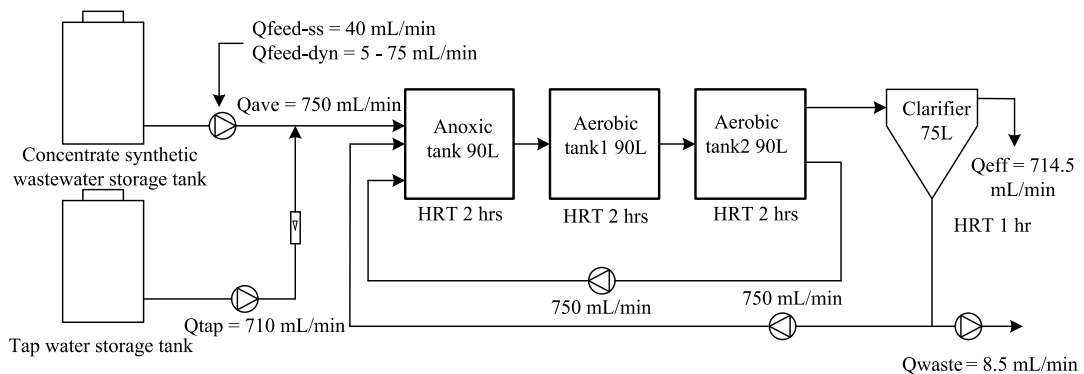 Qfeed-ss = 40 mL/min
Qfeed-dyn = 5 - 75 mL/min
Qave = 750 mL/min
Concentrate synthetic
wastewater storage tank
Anoxic
tank 90L
HRT 2 hrs
Aerobic
tank1 90L
HRT 2 hrs
Aerobic
tank2 90L
HRT 2 hrs
Clarifier
75L
Qeff = 714.5
mL/min
HRT 1 hr
750 mL/min
750 mL/min
Qtap = 710 mL/min
Tap water storage tank
Qwaste = 8.5 mL/min